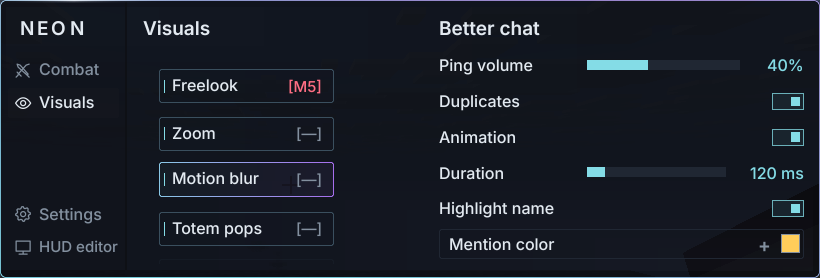 NEON
Combat
Visuals
Settings
HUD editor
Visuals
Freelook [M5]
Zoom [—]
Motion blur [—]
Totem pops [—]
Better chat
Ping volume 40%
Duplicates
Animation
Duration 120 ms
Highlight name
Mention color +